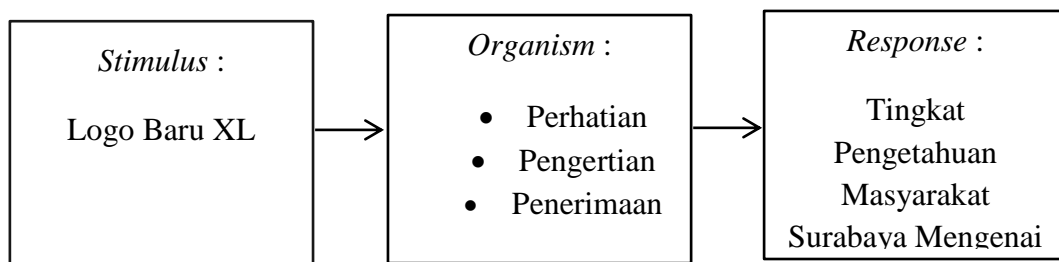 Stimulus :
Logo Baru XL
Organism :
• Perhatian
• Pengertian
• Penerimaan
Response :
Tingkat
Pengetahuan
Masyarakat
Surabaya Mengenai